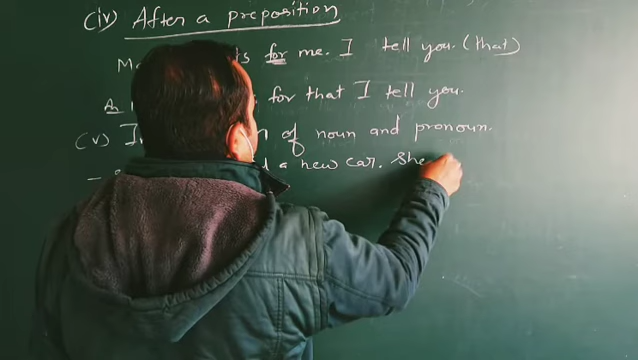 (iv) After a preposition
for me. I tell you. (that)
for that I tell you.
(v) of noun and pronoun.
a new car. She